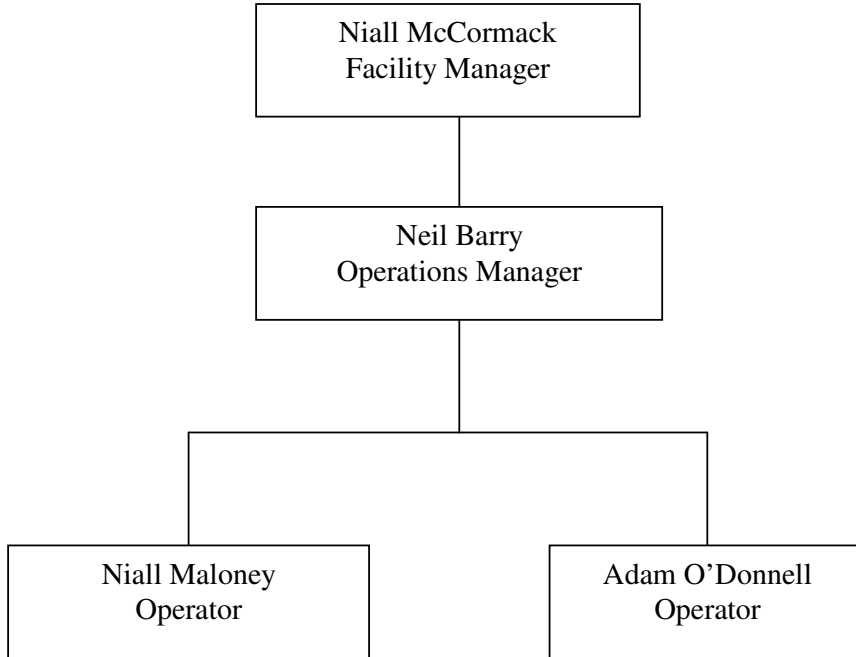 Niall McCormack
Facility Manager
Neil Barry
Operations Manager
Niall Maloney
Operator
Adam O’Donnell
Operator